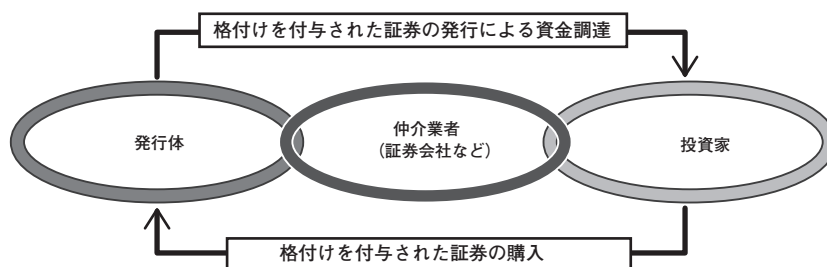 格付けを付与された証券の発行による資金調達
発行体
仲介業者
（証券会社など）
投資家
格付けを付与された証券の購入